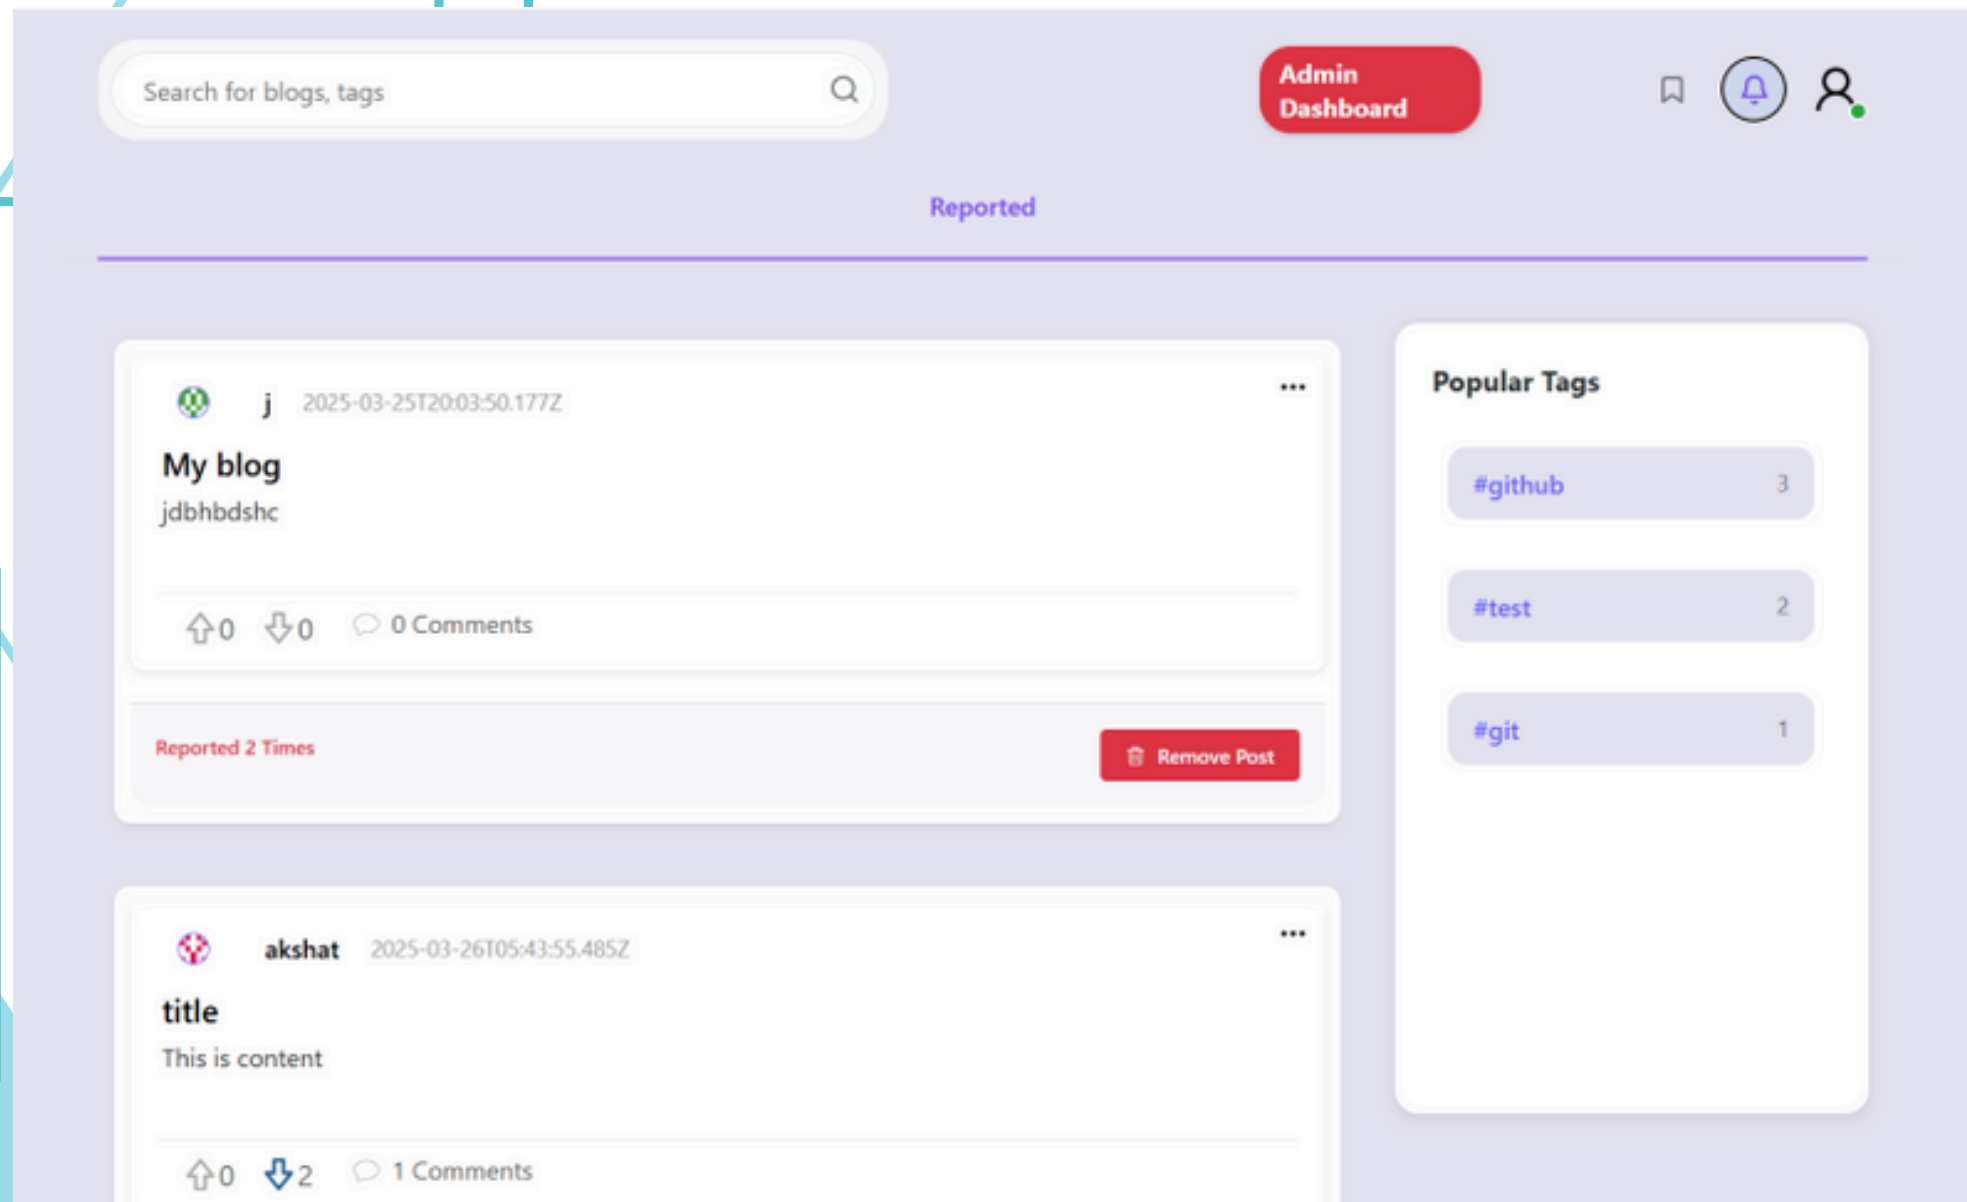 Search for blogs, tags
Admin
Dashboard
Reported
j 2025-03-25T20:03:50.177Z
My blog
jdbhbdshc
0 0 0 Comments
Reported 2 Times
Remove Post
Popular Tags
#github 3
#test 2
#git 1
akshat 2025-03-26T05:43:55.485Z
title
This is content
0 2 1 Comments